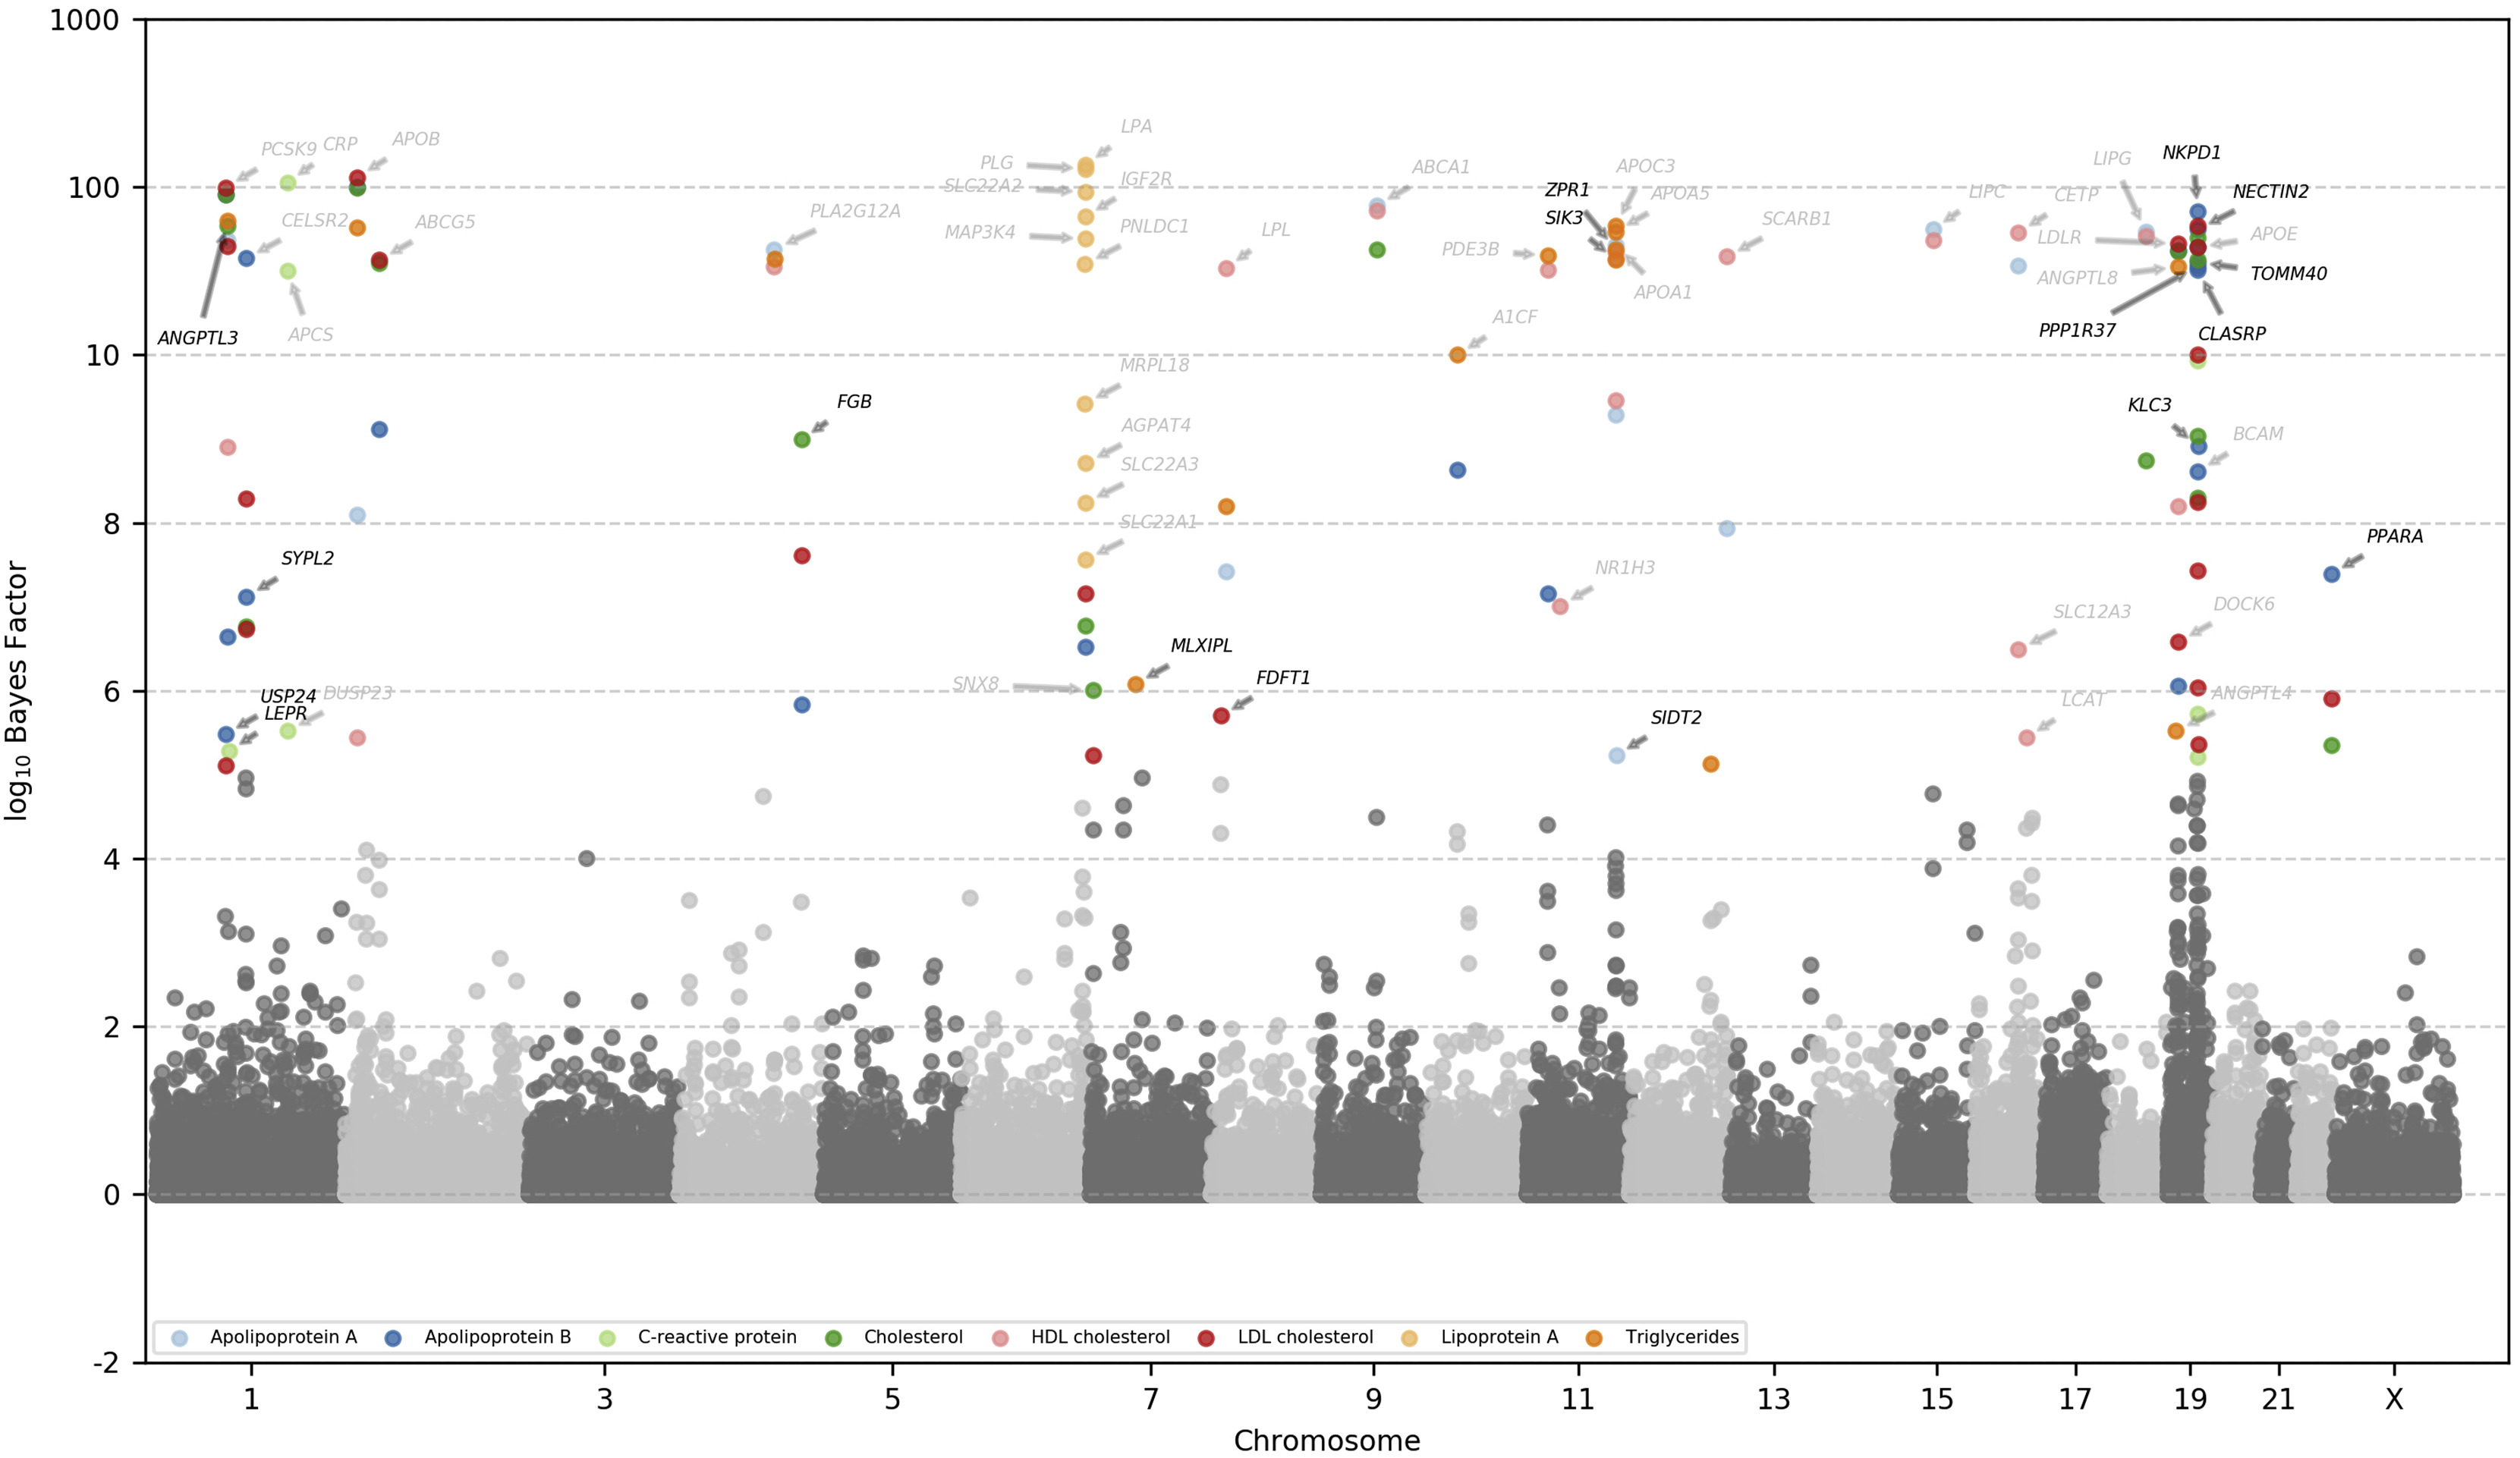 1000
100
10
8
6
4
2
0
-2
log10 Bayes Factor
PCSK9
CRP
APOB
CELSR2
ABCG5
ANGPTL3
APCS
PLA2G12A
LPA
PLG
SLC22A2
IGF2R
MAP3K4
PNLDC1
LPL
ABCA1
PDE3B
ZPR1
SIK3
APOC3
APOA5
APOA1
SCARB1
LIPC
CETP
LIPG
LDLR
ANGPTL8
NKPD1
NECTIN2
APOE
TOMM40
PPP1R37
CLASRP
A1CF
MRPL18
FGB
AGPAT4
SLC22A3
SLC22A1
KLC3
BCAM
SYPL2
NR1H3
PPARA
DOCK6
SLC12A3
MLXIPL
SNX8
FDFT1
USP24
LEPR
DUSP23
SIDT2
LCAT
ANGPTL4
Apolipoprotein A
Apolipoprotein B
C-reactive protein
Cholesterol
HDL cholesterol
LDL cholesterol
Lipoprotein A
Triglycerides
1 3 5 7 9 11 13 15 17 19 21 X
Chromosome